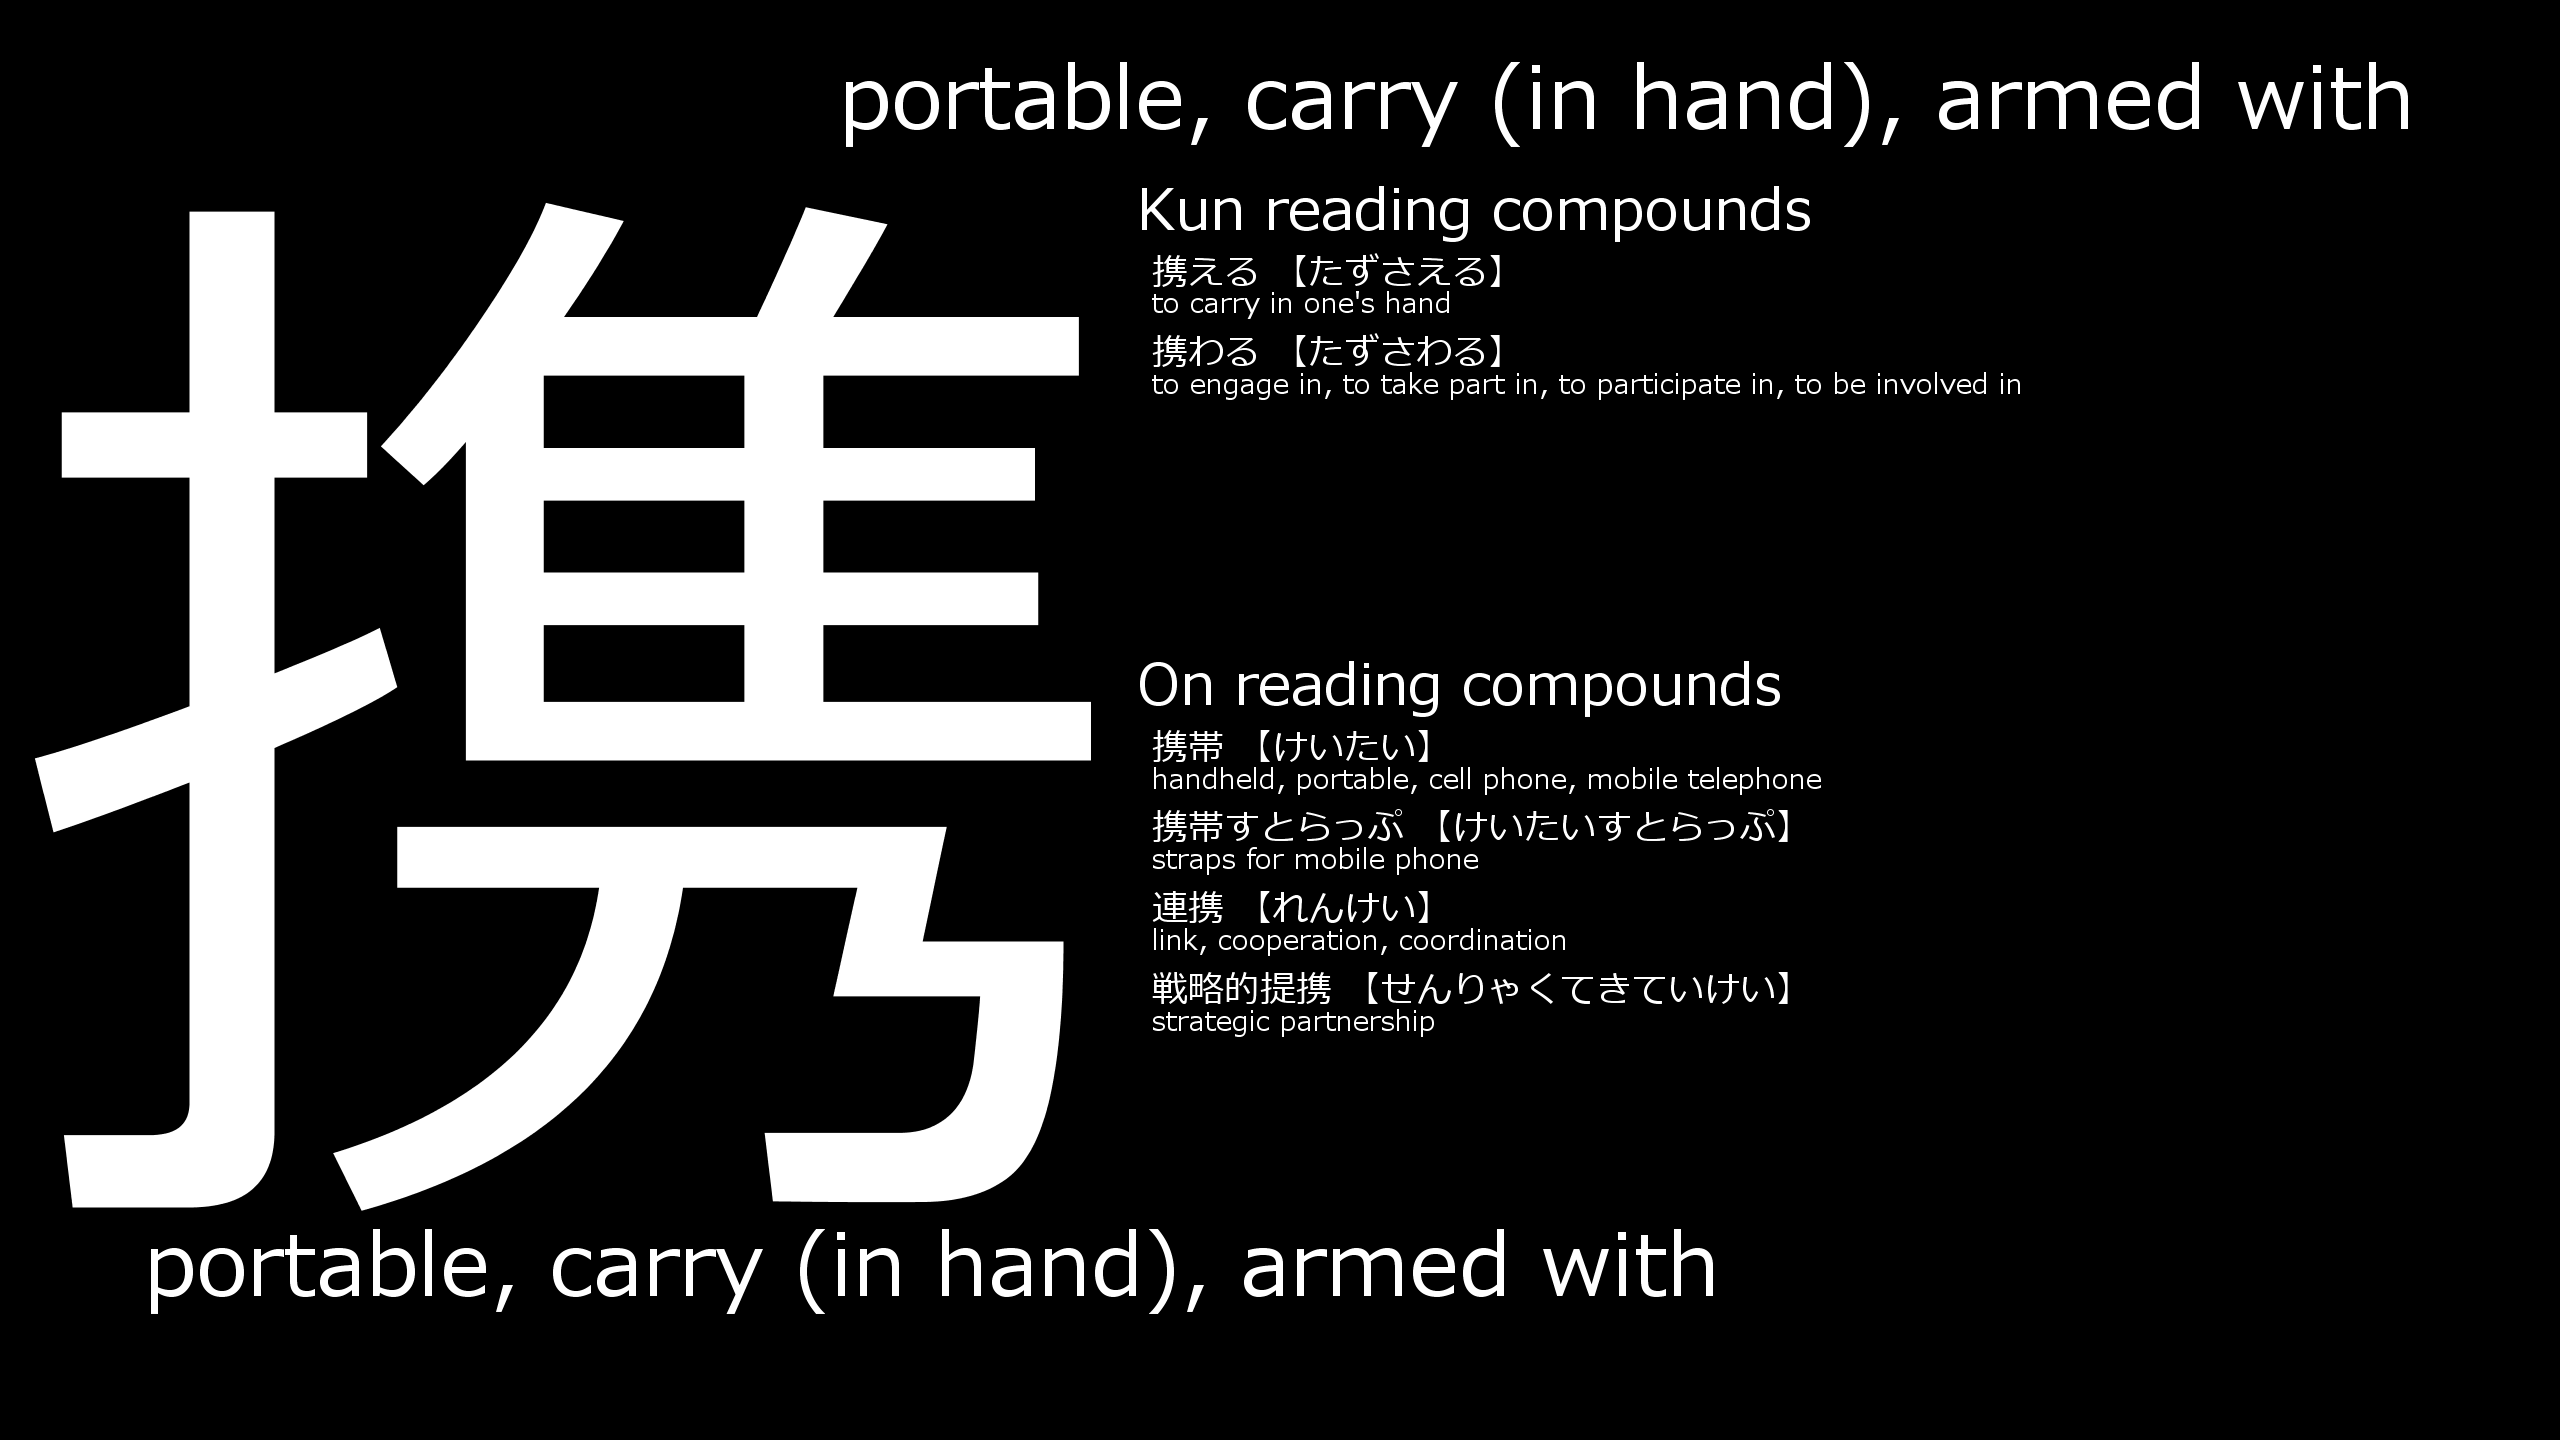 portable, carry (in hand), armed with
携
Kun reading compounds
携える 【たずさえる】
to carry in one's hand
携わる 【たずさわる】
to engage in, to take part in, to participate in, to be involved in
On reading compounds
携帯 【けいたい】
handheld, portable, cell phone, mobile telephone
携帯すとらっぷ 【けいたいすとらっぷ】
straps for mobile phone
連携 【れんけい】
link, cooperation, coordination
戦略的提携 【せんりゃくてきていけい】
strategic partnership
portable, carry (in hand), armed with